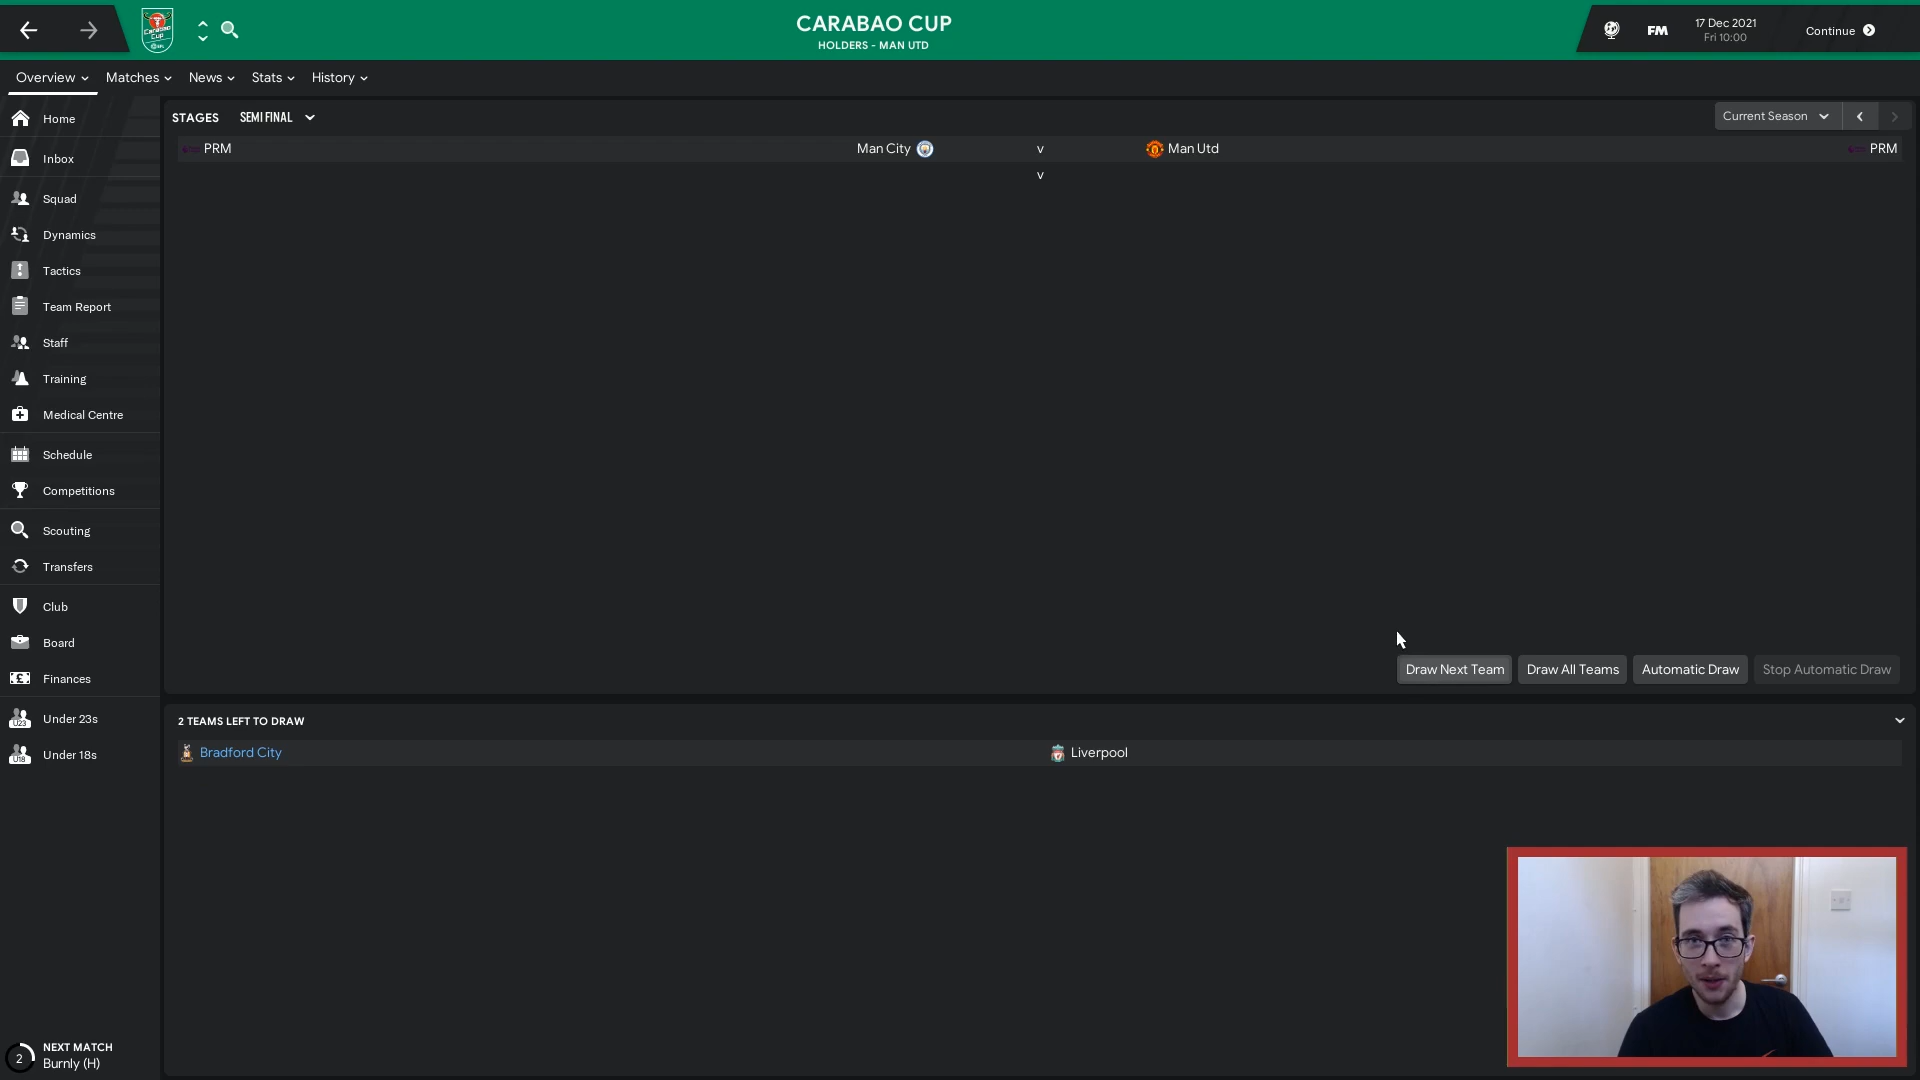 CARABAO CUP
HOLDERS - MAN UTD
FM
17 Dec 2021
Fri 10:00
Continue
Overview
Matches
News
Stats
History
Home
Inbox
Squad
Dynamics
Tactics
Team Report
Staff
Training
Medical Centre
Schedule
Competitions
Scouting
Transfers
Club
Board
Finances
U23 Under 23s
U18 Under 18s
2
NEXT MATCH
Burnly (H)
STAGES SEMI FINAL
Current Season
PRM Man City v Man Utd PRM
v
Draw Next Team
Draw All Teams
Automatic Draw
Stop Automatic Draw
2 TEAMS LEFT TO DRAW
Bradford City
Liverpool